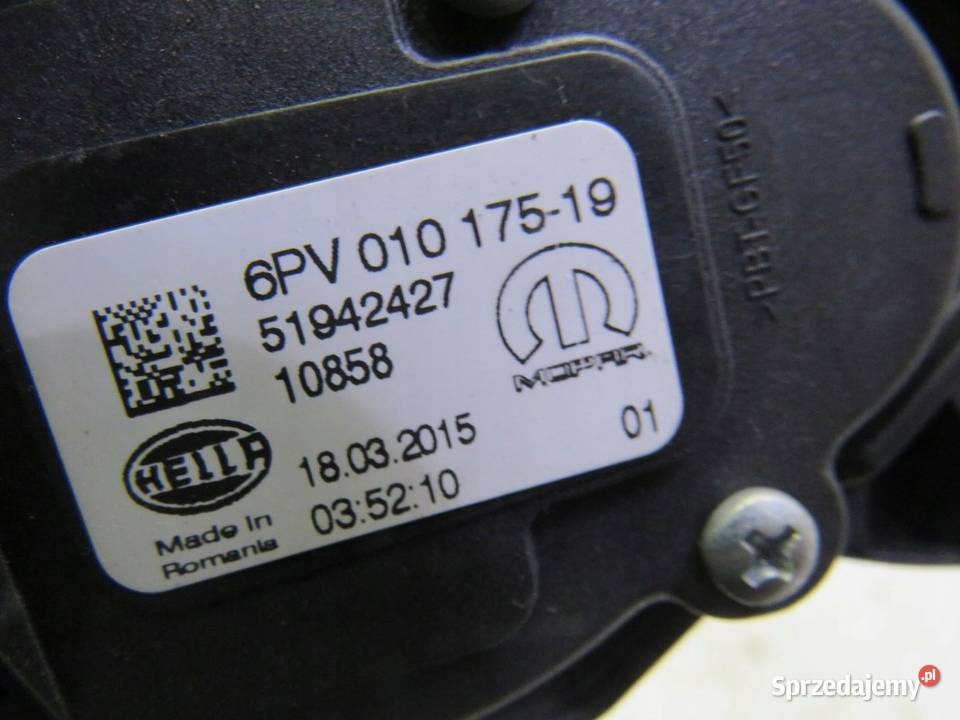 6PV 010 175-19
51942427
10858
MOPAR
HELLA
18.03.2015
01
03:52:10
Made In
Romania
>PBT-GF50<
Sprzedajemy.pl